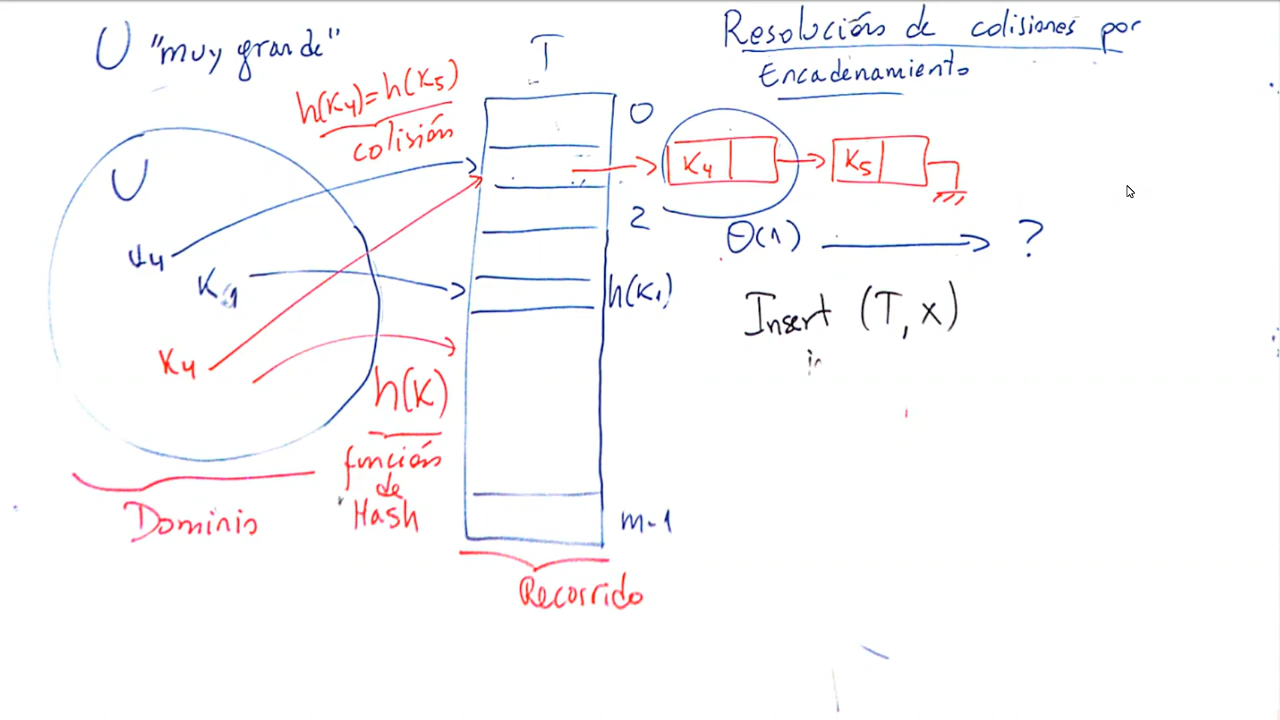 U "muy grande"
Resolución de colisiones por
Encadenamiento
T
h(K4)=h(K5)
colisión
0
U
K4
K5
2
Θ(1) → ?
K1
h(K1)
Insert (T, x)
K4
h(K)
función
de
Hash
Dominio
m-1
Recorrido